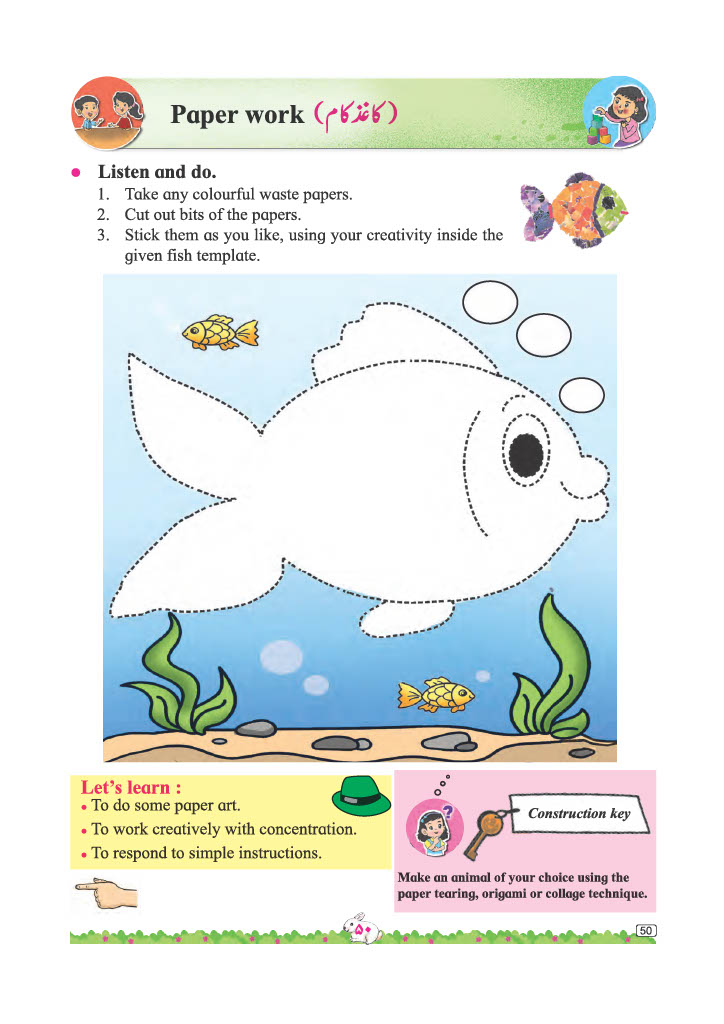 Paper work (کاغذ کام)
● Listen and do.
1. Take any colourful waste papers.
2. Cut out bits of the papers.
3. Stick them as you like, using your creativity inside the
given fish template.
Let's learn :
● To do some paper art.
● To work creatively with concentration.
● To respond to simple instructions.
?
Construction key
Make an animal of your choice using the
paper tearing, origami or collage technique.
۵۰
50